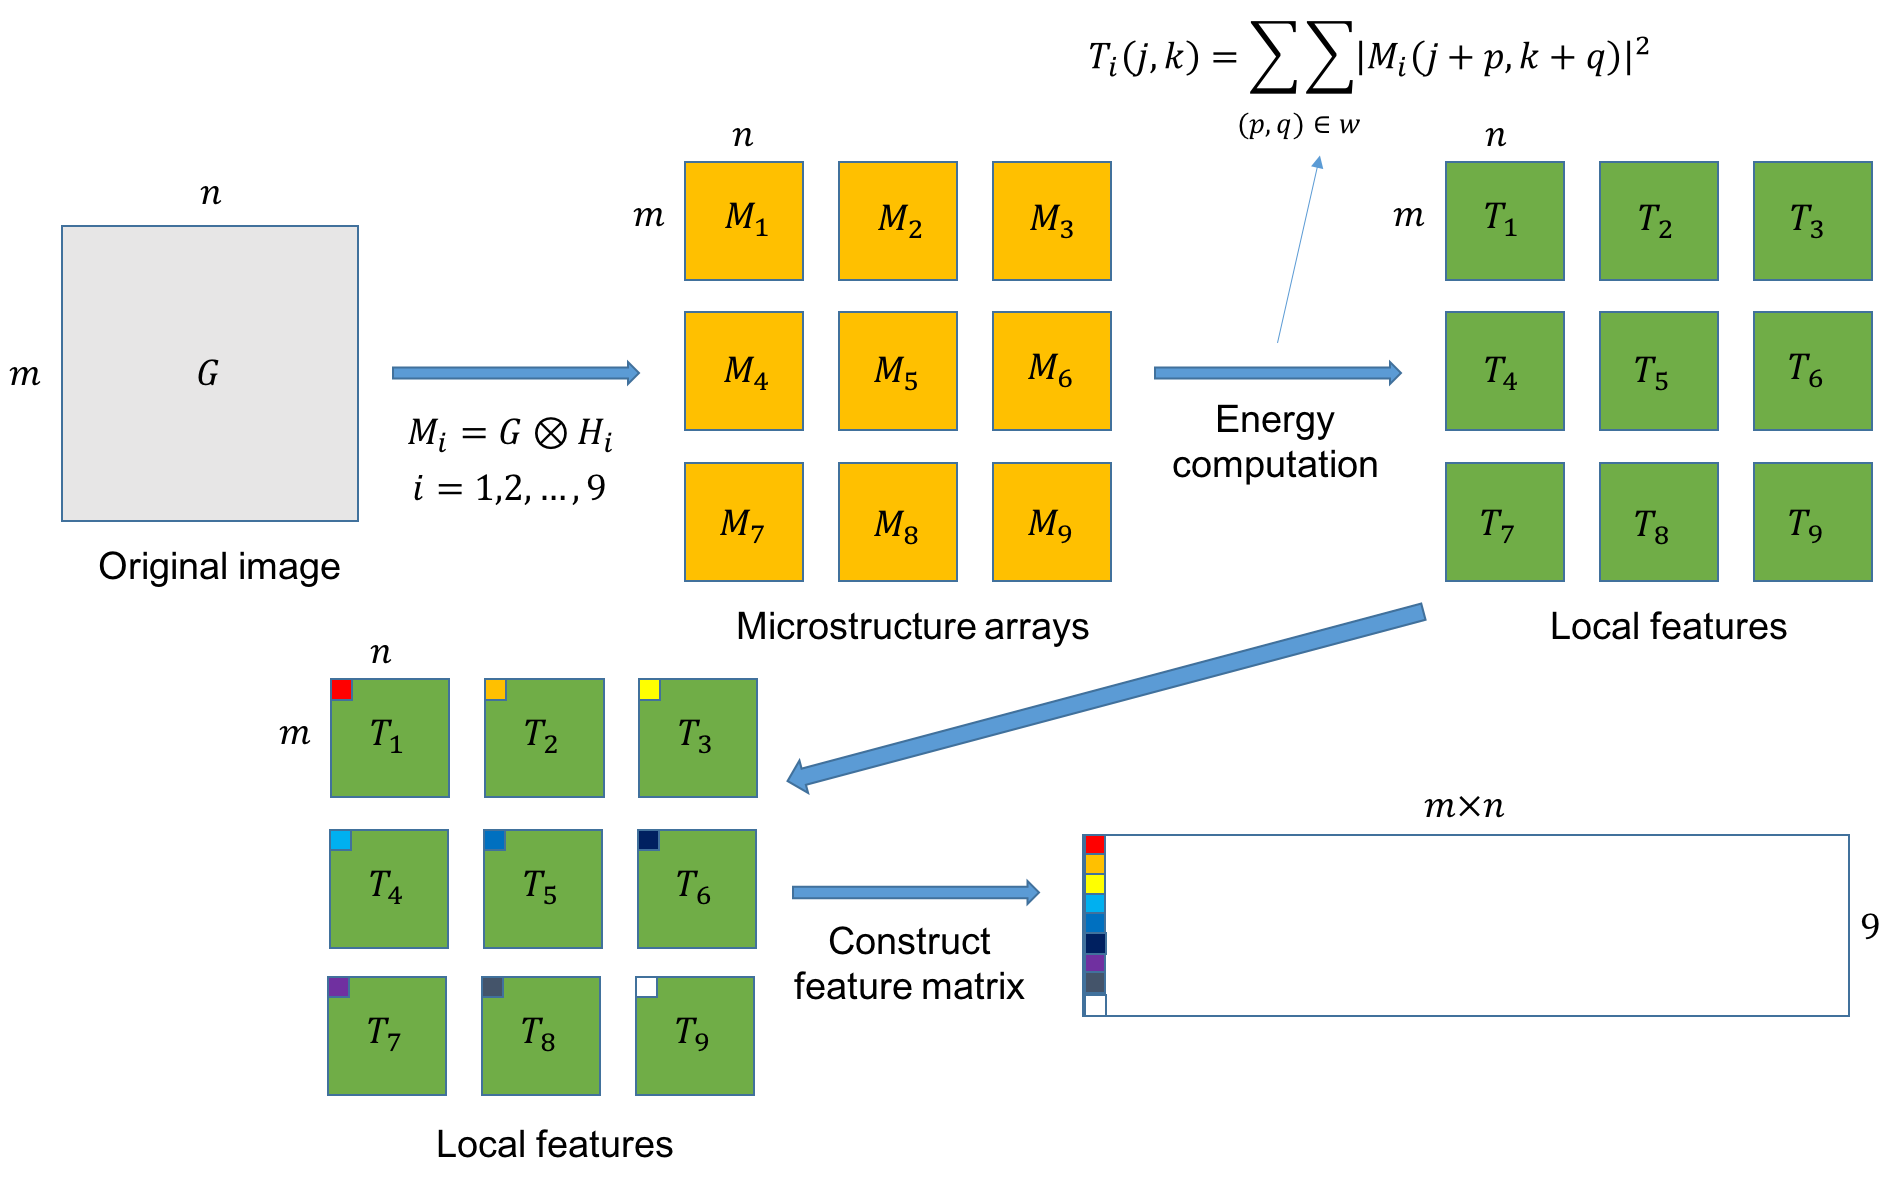 T_i(j, k) = ∑∑|M_i(j + p, k + q)|^2
(p, q) ∈ w
n
n
n
m
M_1
M_2
M_3
m
T_1
T_2
T_3
m
G
M_4
M_5
M_6
T_4
T_5
T_6
M_i = G ⊗ H_i
i = 1,2, … , 9
Energy
computation
M_7
M_8
M_9
T_7
T_8
T_9
Original image
Microstructure arrays
Local features
n
m
T_1
T_2
T_3
m×n
T_4
T_5
T_6
9
Construct
feature matrix
T_7
T_8
T_9
Local features